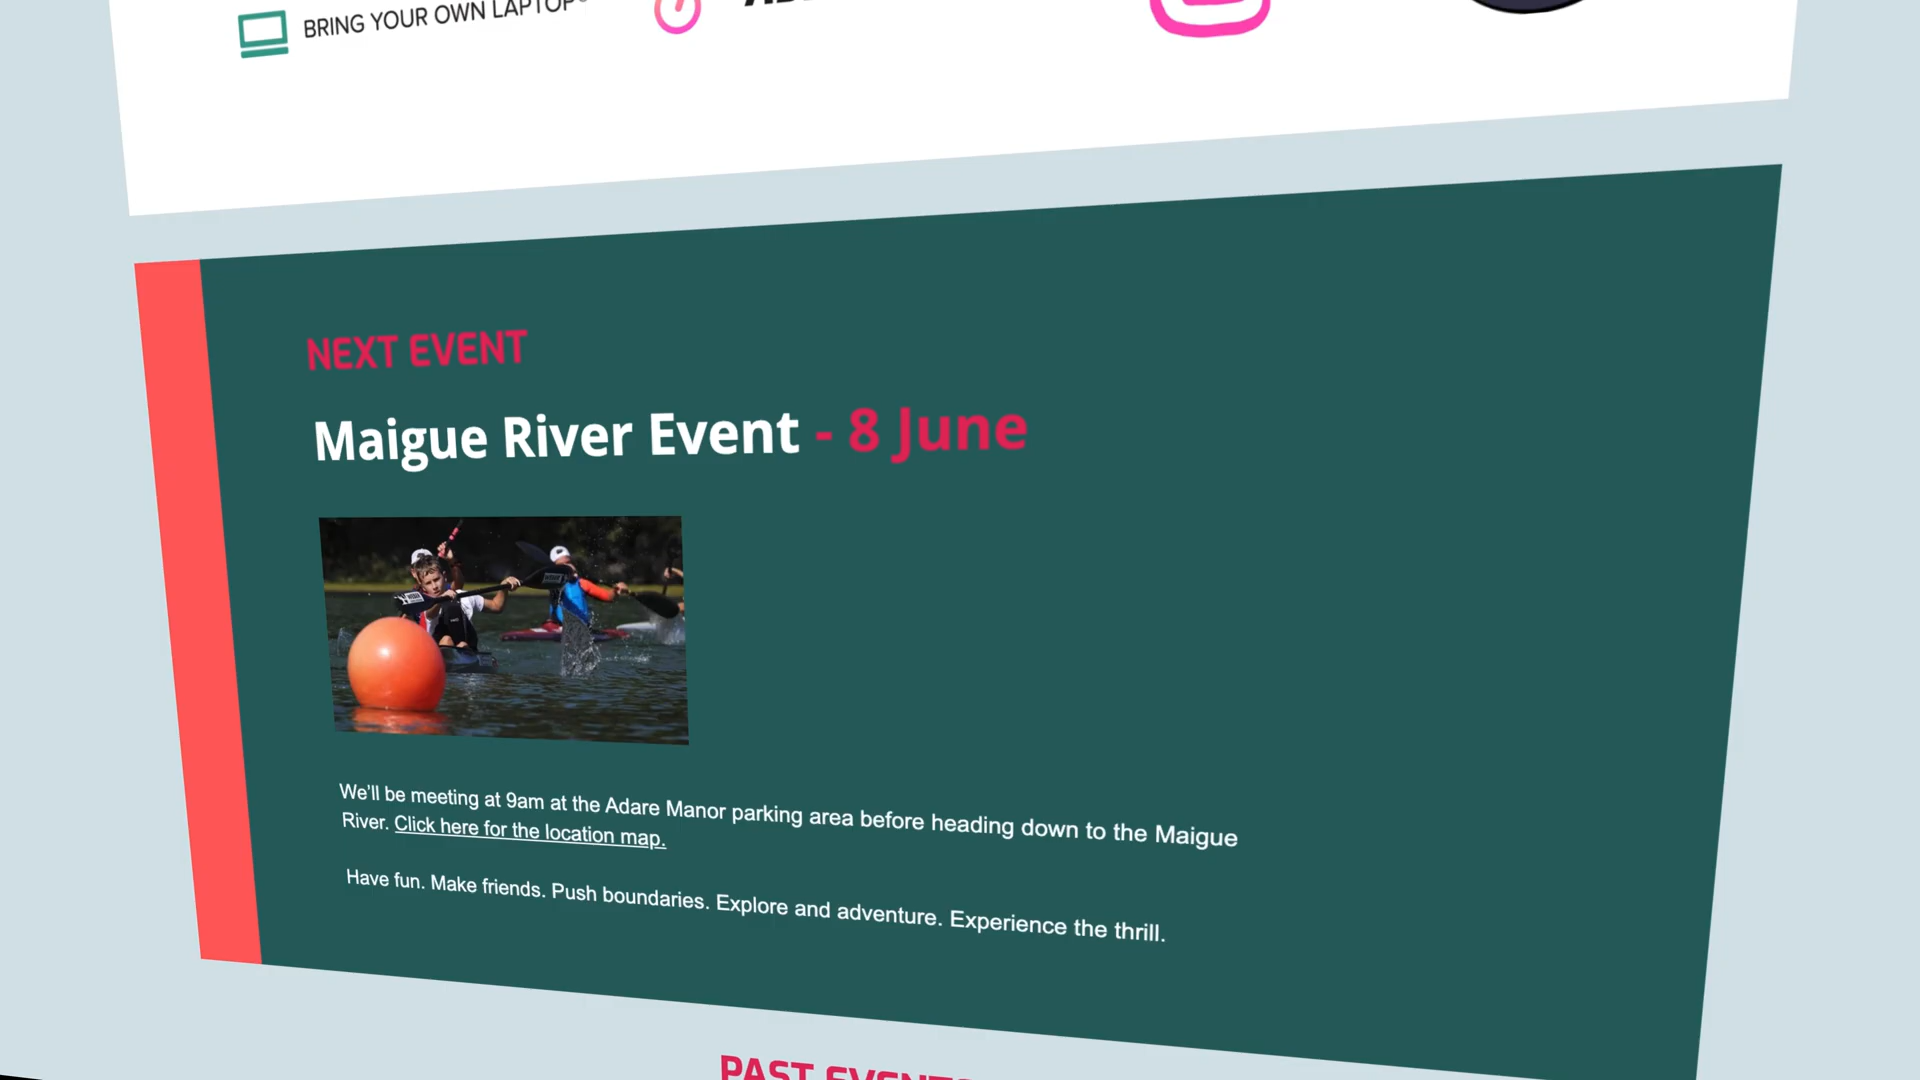 BRING YOUR OWN LAPTOP
NEXT EVENT
Maigue River Event - 8 June
We'll be meeting at 9am at the Adare Manor parking area before heading down to the Maigue
River. Click here for the location map.
Have fun. Make friends. Push boundaries. Explore and adventure. Experience the thrill.
PAST EVENTS